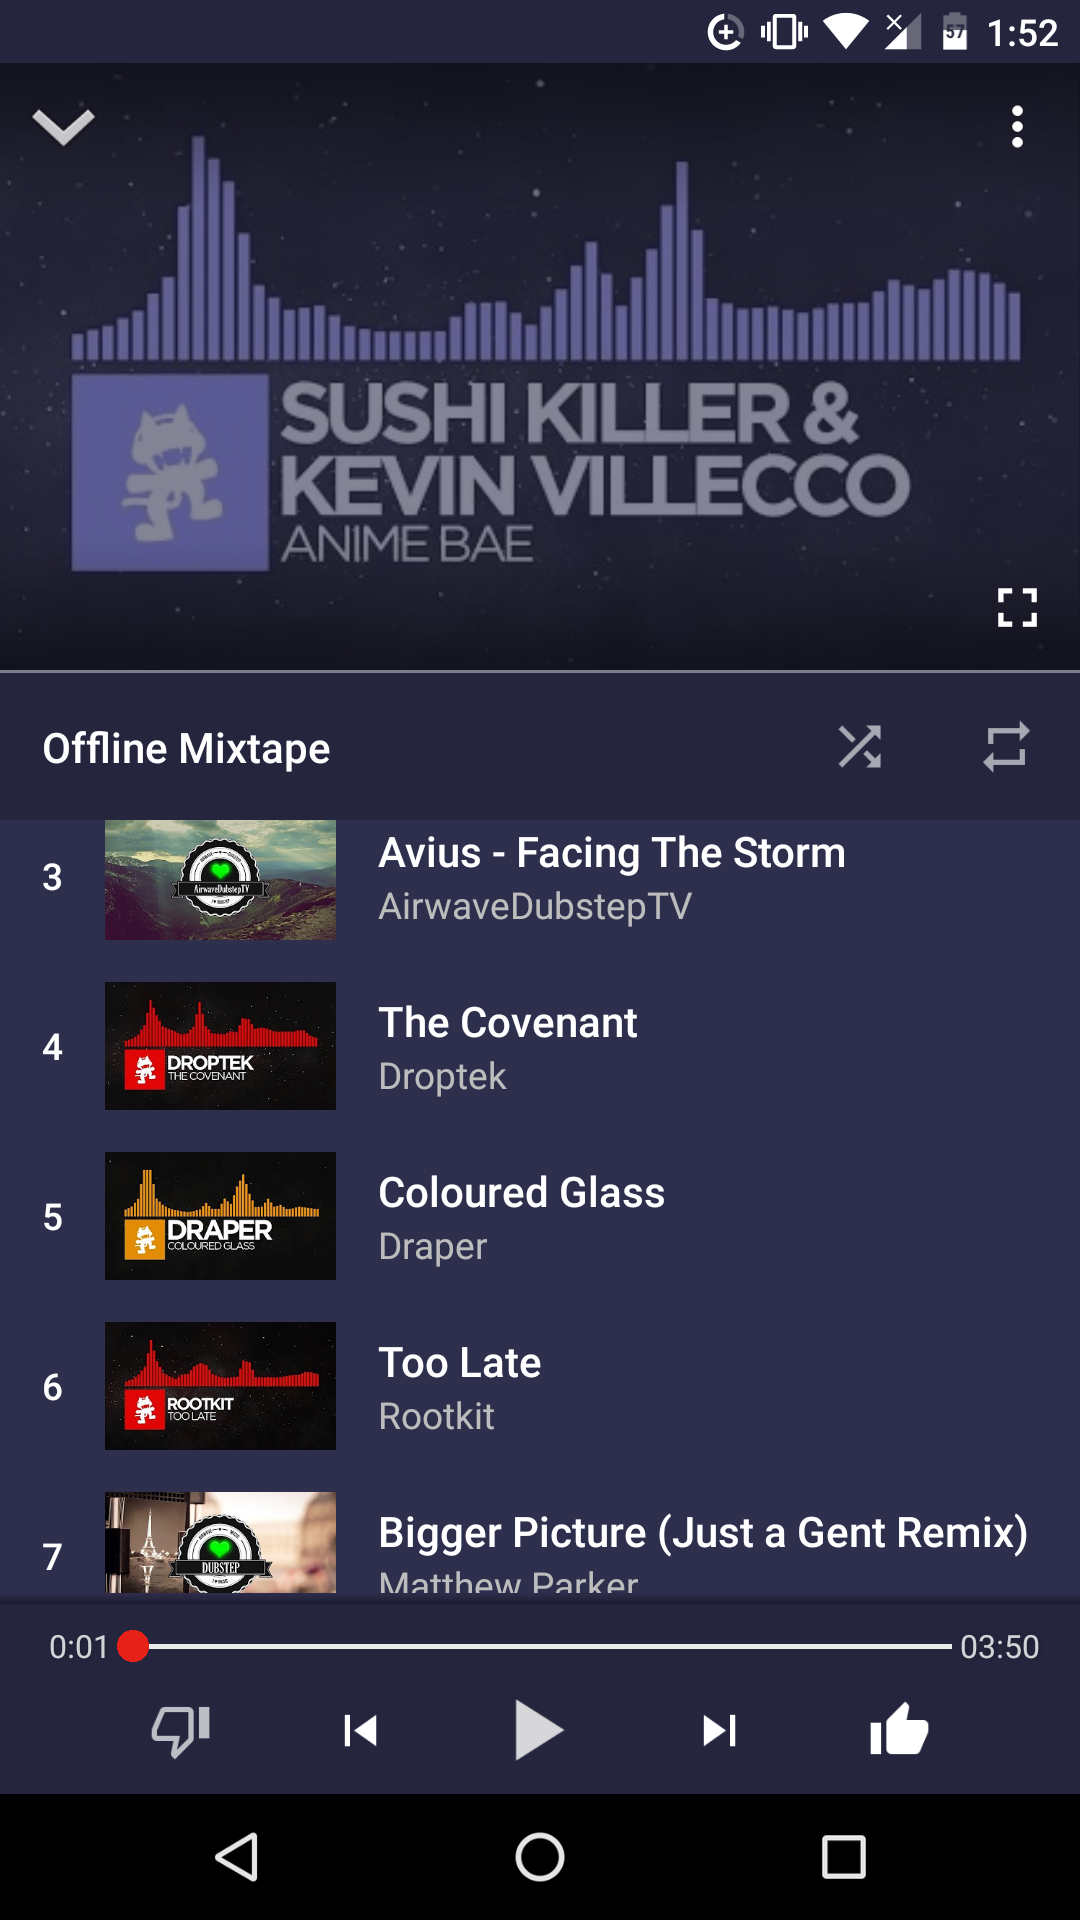 57 1:52
SUSHI KILLER &
KEVIN VILLECCO
ANIME BAE
Offline Mixtape
3
AirwaveDubstepTV
Avius - Facing The Storm
AirwaveDubstepTV
4
DROPTEK
THE COVENANT
The Covenant
Droptek
5
DRAPER
COLOURED GLASS
Coloured Glass
Draper
6
ROOTKIT
TOO LATE
Too Late
Rootkit
7
DUBSTEP
Bigger Picture (Just a Gent Remix)
Matthew Parker
0:01 03:50